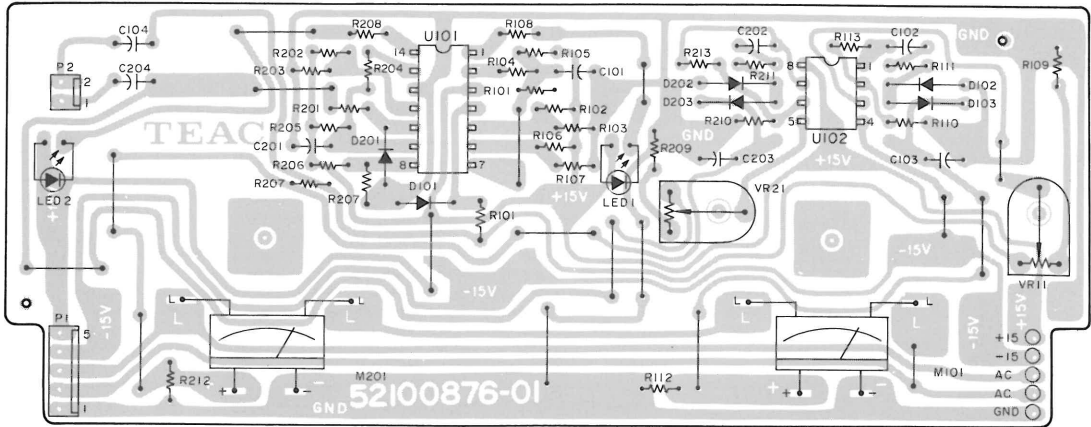 C104
R208
U101
R108
C202
R113
C102
GND
R202
14
1
R105
R213
R109
P2
C204
R203
R204
R104
C101
D202
R211
8
1
R111
2
1
R101
D203
D102
D103
R201
R102
TEAC
R205
D201
R103
GND
R210
5
4
R110
C201
R106
R209
U102
R206
8
7
R107
C203
+15V
C103
LED2
R207
R207
D101
+15V
LED1
VR21
+
R101
-15V
-15V
VR11
P1
-15V
L
L
L
L
-15V
+15V
5
+15
-15
AC
AC
GND
M201
M101
R212
+
-
R112
+
-
1
GND
52100876-01